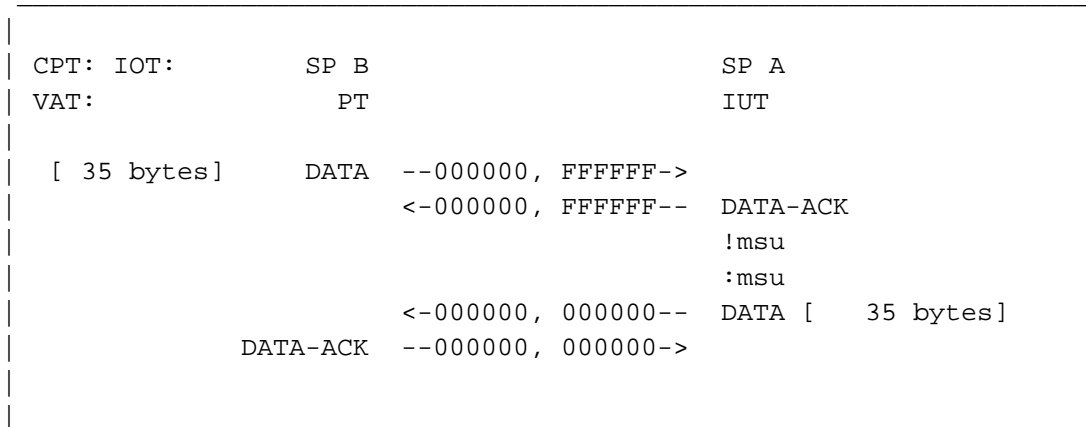 CPT: IOT: SP B SP A
VAT: PT IUT
[ 35 bytes] DATA --000000, FFFFFF->
<-000000, FFFFFF-- DATA-ACK
!msu
:msu
<-000000, 000000-- DATA [ 35 bytes]
DATA-ACK --000000, 000000->